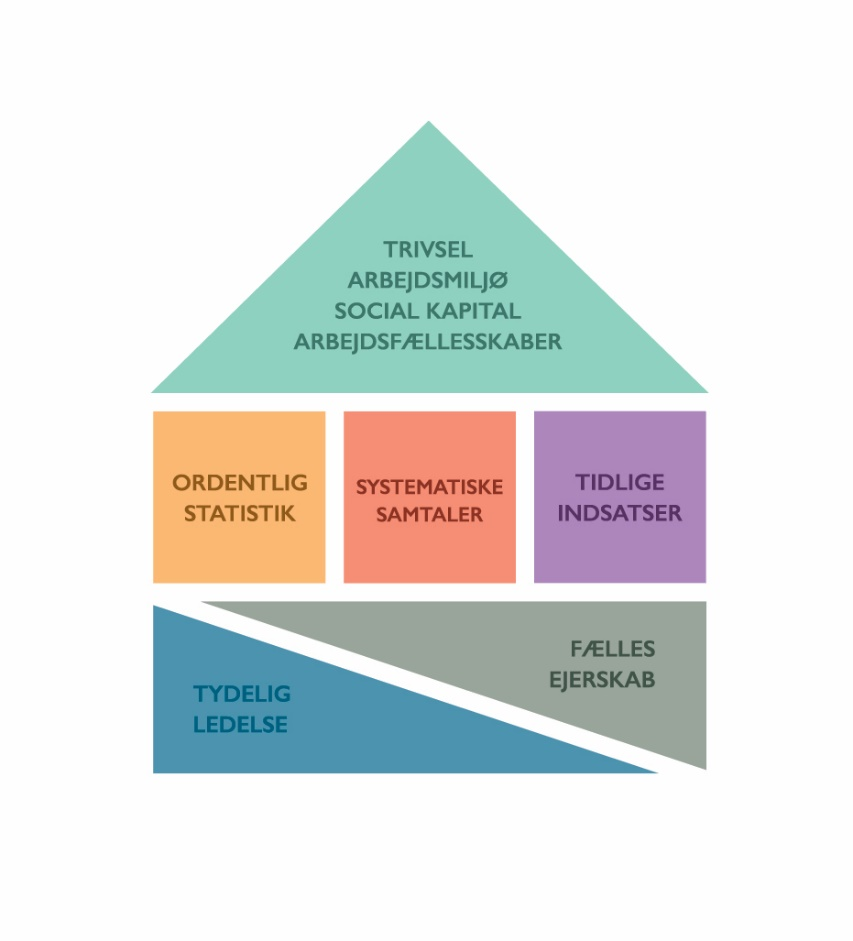 TRIVSEL
ARBEJDSMILJØ
SOCIAL KAPITAL
ARBEJDSFÆLLESSKABER
ORDENTLIG
STATISTIK
SYSTEMATISKE
SAMTALER
TIDLIGE
INDSATSER
FÆLLES
EJERSKAB
TYDELIG
LEDELSE